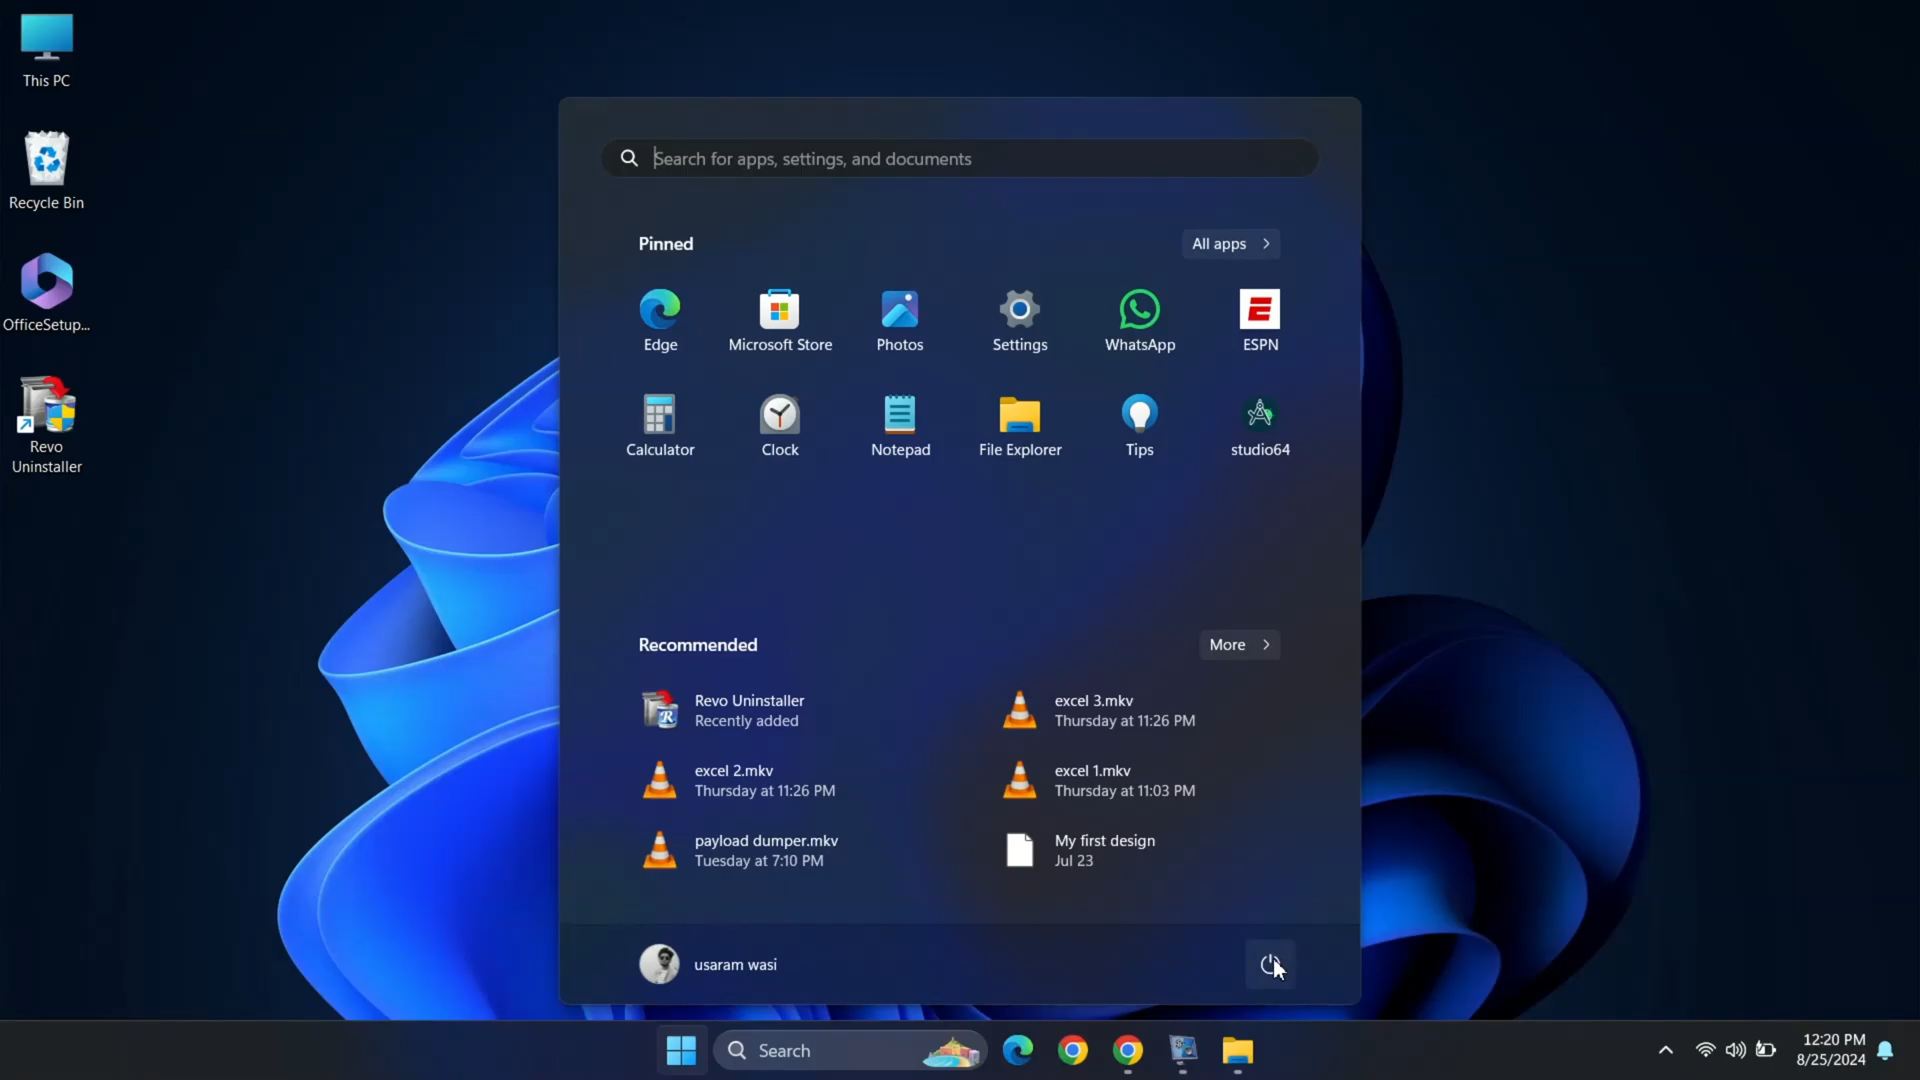 This PC
Recycle Bin
OfficeSetup...
Revo
Uninstaller
Search for apps, settings, and documents
Pinned
All apps
Edge
Microsoft Store
Photos
Settings
WhatsApp
ESPN
Calculator
Clock
Notepad
File Explorer
Tips
studio64
Recommended
More
Revo Uninstaller
Recently added
excel 3.mkv
Thursday at 11:26 PM
excel 2.mkv
Thursday at 11:26 PM
excel 1.mkv
Thursday at 11:03 PM
payload dumper.mkv
Tuesday at 7:10 PM
My first design
Jul 23
usaram wasi
Search
12:20 PM
8/25/2024